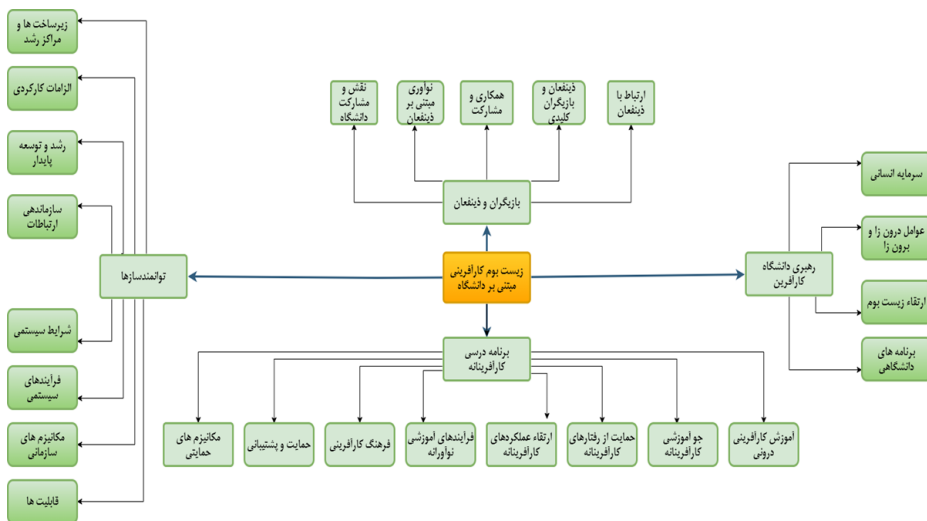 زیرساخت ها و
مراکز رشد
الزامات کارکردی
رشد و توسعه
پایدار
سازماندهی
ارتباطات
توانمندسازها
شرایط سیستمی
فرآیندهای
سیستمی
مکانیزم های
سازمانی
قابلیت ها
ارتباط با
ذینفعان
ذینفعان و
بازیگران
کلیدی
همکاری و
مشارکت
نوآوری
مبتنی بر
ذینفعان
نقش و
مشارکت
دانشگاه
بازیگران و ذینفعان
زیست بوم کارآفرینی
مبتنی بر دانشگاه
رهبری دانشگاه
کارآفرین
سرمایه انسانی
عوامل درون زا و
برون زا
ارتقاء زیست بوم
برنامه های
دانشگاهی
برنامه درسی
کارآفرینانه
آموزش کارآفرینی
درونی
جو آموزشی
کارآفرینانه
حمایت از رفتارهای
کارآفرینانه
ارتقاء عملکردهای
کارآفرینانه
فرآیندهای آموزشی
نوآورانه
فرهنگ کارآفرینی
حمایت و پشتیبانی
مکانیزم های
حمایتی